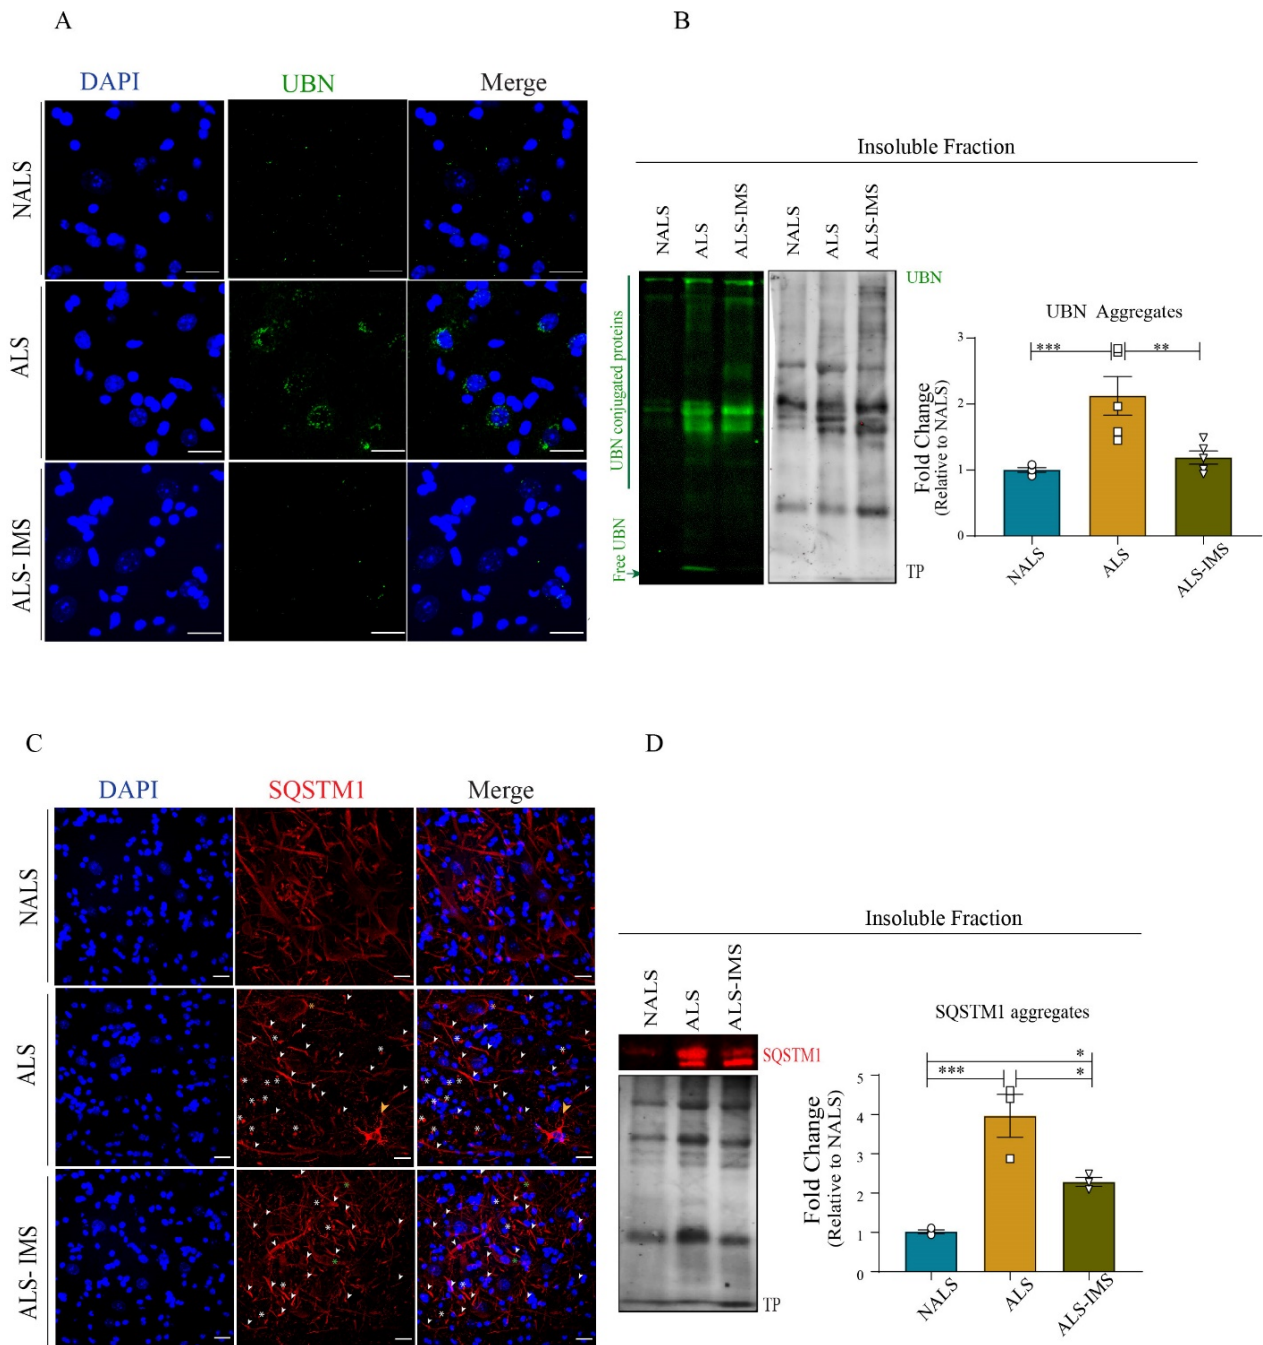 A
DAPI
UBN
Merge
NALS
ALS
ALS- IMS
B
Insoluble Fraction
NALS
ALS
ALS-IMS
NALS
ALS
ALS-IMS
UBN conjugated proteins
Free UBN
UBN
TP
UBN Aggregates
Fold Change
(Relative to NALS)
3
2
1
0
***
**
NALS
ALS
ALS-IMS
C
DAPI
SQSTM1
Merge
NALS
ALS
ALS- IMS
D
Insoluble Fraction
NALS
ALS
ALS-IMS
SQSTM1
TP
SQSTM1 aggregates
Fold Change
(Relative to NALS)
5
4
3
2
1
0
*
***
*
NALS
ALS
ALS-IMS